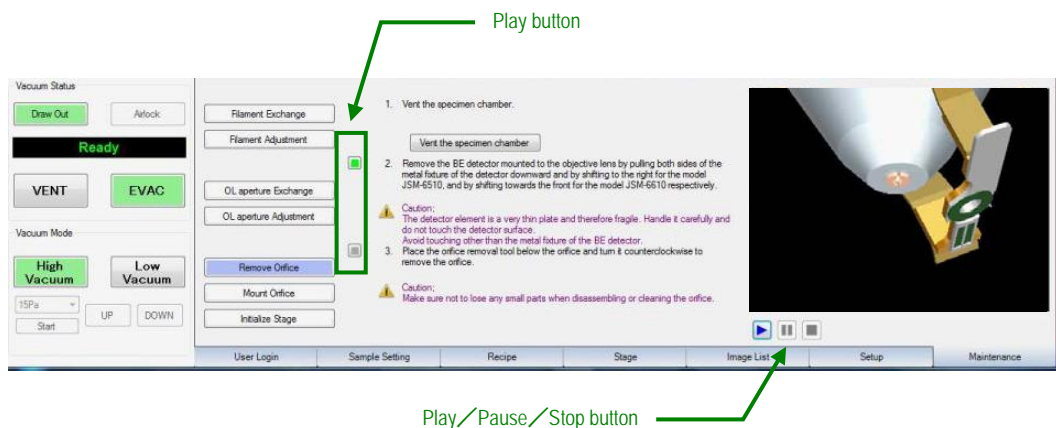 Play button
Vacuum Status
Draw Out
Airlock
Ready
VENT
EVAC
Vacuum Mode
High
Vacuum
Low
Vacuum
15Pa
Start
UP
DOWN
Filament Exchange
Filament Adjustment
OL aperture Exchange
OL aperture Adjustment
Remove Orifice
Mount Orifice
Initialize Stage
1. Vent the specimen chamber.
Vent the specimen chamber
2. Remove the BE detector mounted to the objective lens by pulling both sides of the
metal fixture of the detector downward and by shifting to the right for the model
JSM-6510, and by shifting towards the front for the model JSM-6610 respectively.
Caution;
The detector element is a very thin plate and therefore fragile. Handle it carefully and
do not touch the detector surface.
Avoid touching other than the metal fixture of the BE detector.
3. Place the orifice removal tool below the orifice and turn it counterclockwise to
remove the orifice.
Caution;
Make sure not to lose any small parts when disassembling or cleaning the orifice.
User Login
Sample Setting
Recipe
Stage
Image List
Setup
Maintenance
Play／Pause／Stop button